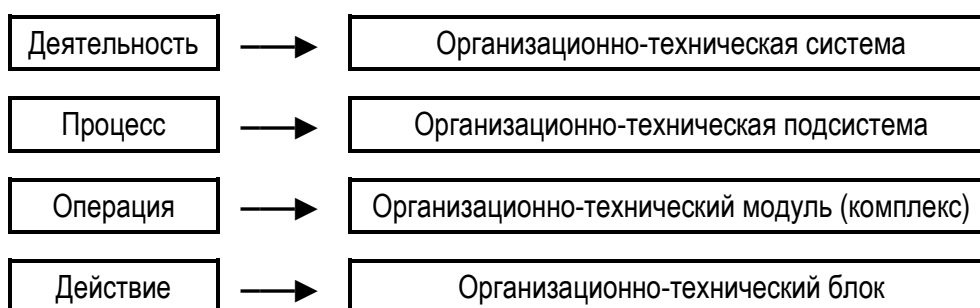 Деятельность Организационно-техническая система
Процесс Организационно-техническая подсистема
Операция Организационно-технический модуль (комплекс)
Действие Организационно-технический блок